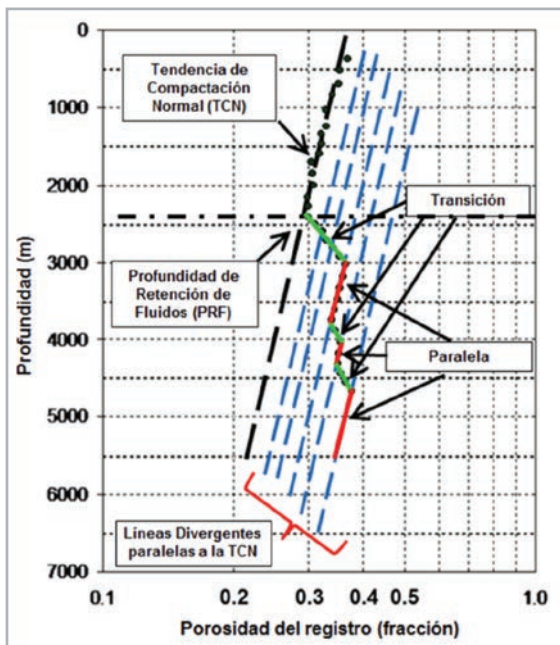 0
1000
2000
3000
4000
5000
6000
7000
Profundidad (m)
Tendencia de
Compactación
Normal (TCN)
Transición
Profundidad de
Retención de
Fluidos (PRF)
Paralela
Líneas Divergentes
paralelas a la TCN
0.1
0.2
0.3
0.4
0.5
1.0
Porosidad del registro (fracción)